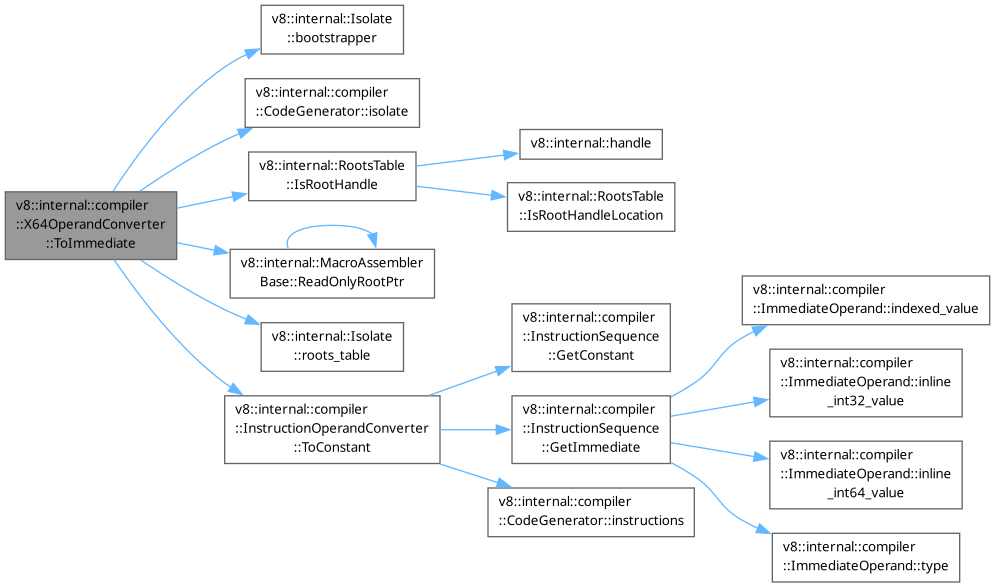 v8::internal::Isolate
::bootstrapper
v8::internal::compiler
::CodeGenerator::isolate
v8::internal::RootsTable
::IsRootHandle
v8::internal::handle
v8::internal::RootsTable
::IsRootHandleLocation
v8::internal::compiler
::X64OperandConverter
::ToImmediate
v8::internal::MacroAssembler
Base::ReadOnlyRootPtr
v8::internal::Isolate
::roots_table
v8::internal::compiler
::InstructionOperandConverter
::ToConstant
v8::internal::compiler
::InstructionSequence
::GetConstant
v8::internal::compiler
::InstructionSequence
::GetImmediate
v8::internal::compiler
::CodeGenerator::instructions
v8::internal::compiler
::ImmediateOperand::indexed_value
v8::internal::compiler
::ImmediateOperand::inline
_int32_value
v8::internal::compiler
::ImmediateOperand::inline
_int64_value
v8::internal::compiler
::ImmediateOperand::type